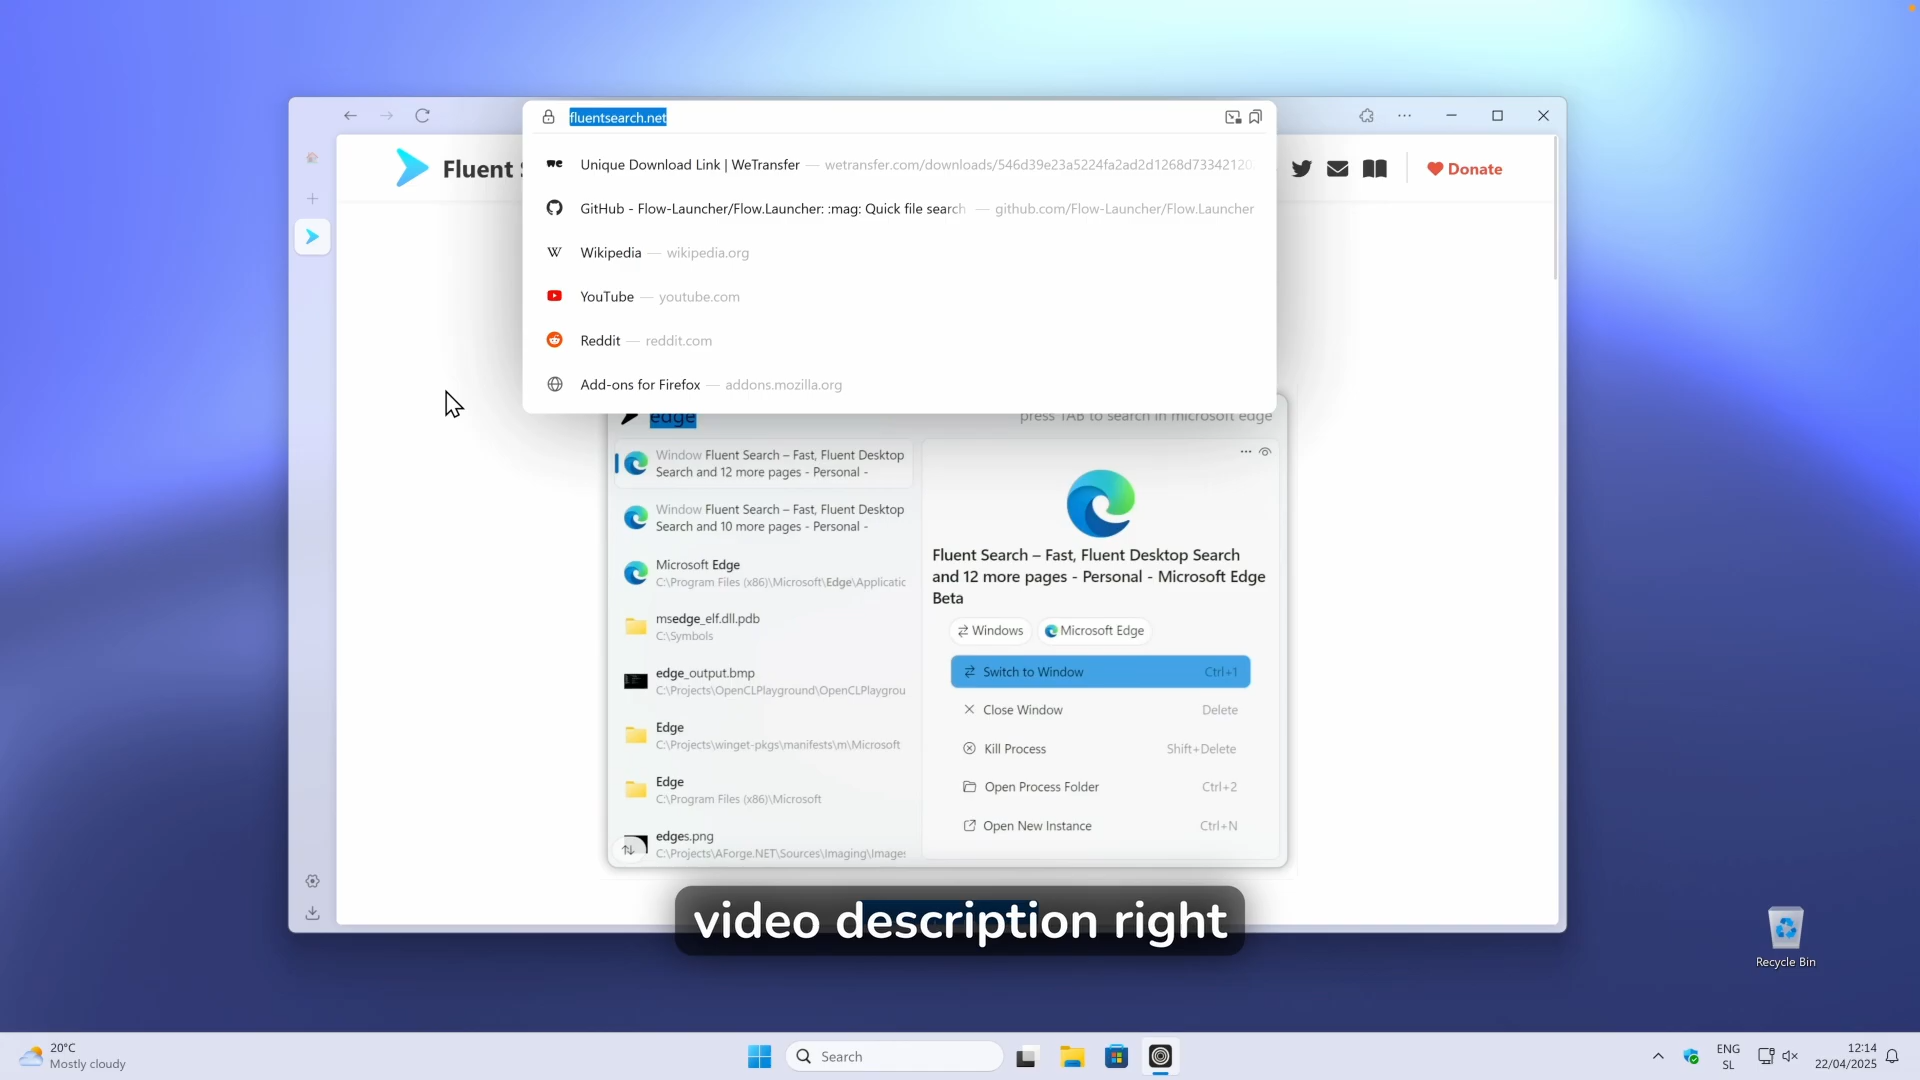 fluentsearch.net
Unique Download Link | WeTransfer — wetransfer.com/downloads/546d39e23a5224fa2ad2d1268d73342120
GitHub - Flow-Launcher/Flow.Launcher: :mag: Quick file search — github.com/Flow-Launcher/Flow.Launcher
Wikipedia — wikipedia.org
YouTube — youtube.com
Reddit — reddit.com
Add-ons for Firefox — addons.mozilla.org
Fluent
Donate
edge
press TAB to search in microsoft edge
Window Fluent Search – Fast, Fluent Desktop
Search and 12 more pages - Personal -
Window Fluent Search – Fast, Fluent Desktop
Search and 10 more pages - Personal -
Microsoft Edge
C:\Program Files (x86)\Microsoft\Edge\Applicatic
msedge_elf.dll.pdb
C:\Symbols
edge_output.bmp
C:\Projects\OpenCLPlayground\OpenCLPlaygrou
Edge
C:\Projects\winget-pkgs\manifests\m\Microsoft
Edge
C:\Program Files (x86)\Microsoft
edges.png
C:\Projects\AForge.NET\Sources\Imaging\Images
Fluent Search – Fast, Fluent Desktop Search
and 12 more pages - Personal - Microsoft Edge
Beta
Windows
Microsoft Edge
Switch to Window Ctrl+1
Close Window Delete
Kill Process Shift+Delete
Open Process Folder Ctrl+2
Open New Instance Ctrl+N
video description right
Recycle Bin
20°C
Mostly cloudy
Search
ENG
SL
12:14
22/04/2025